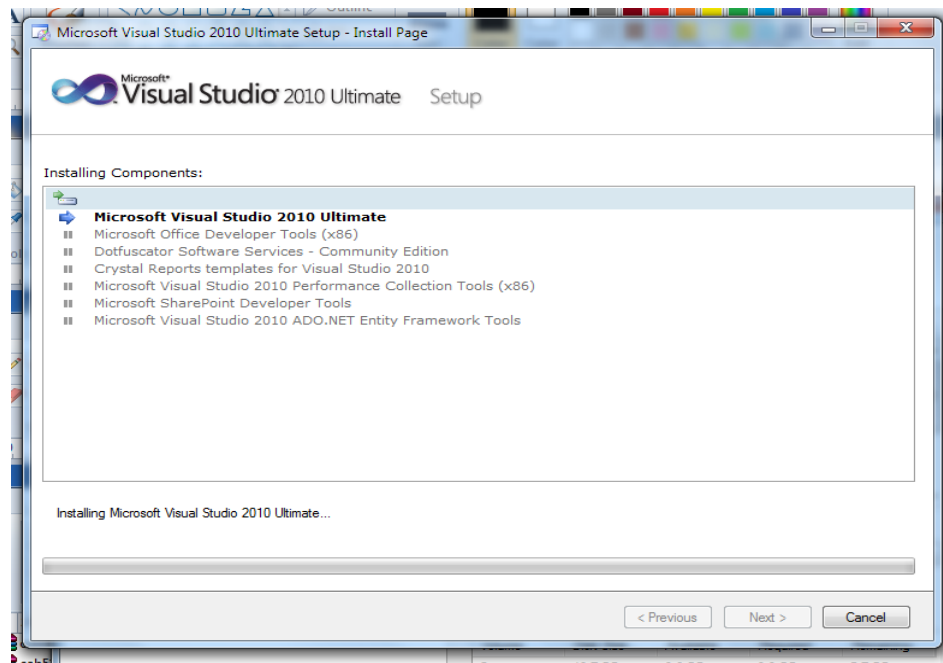 Outline
Microsoft Visual Studio 2010 Ultimate Setup - Install Page
Microsoft
Visual Studio 2010 Ultimate Setup
Installing Components:
Microsoft Visual Studio 2010 Ultimate
Microsoft Office Developer Tools (x86)
Dotfuscator Software Services - Community Edition
Crystal Reports templates for Visual Studio 2010
Microsoft Visual Studio 2010 Performance Collection Tools (x86)
Microsoft SharePoint Developer Tools
Microsoft Visual Studio 2010 ADO.NET Entity Framework Tools
Installing Microsoft Visual Studio 2010 Ultimate...
< Previous Next > Cancel